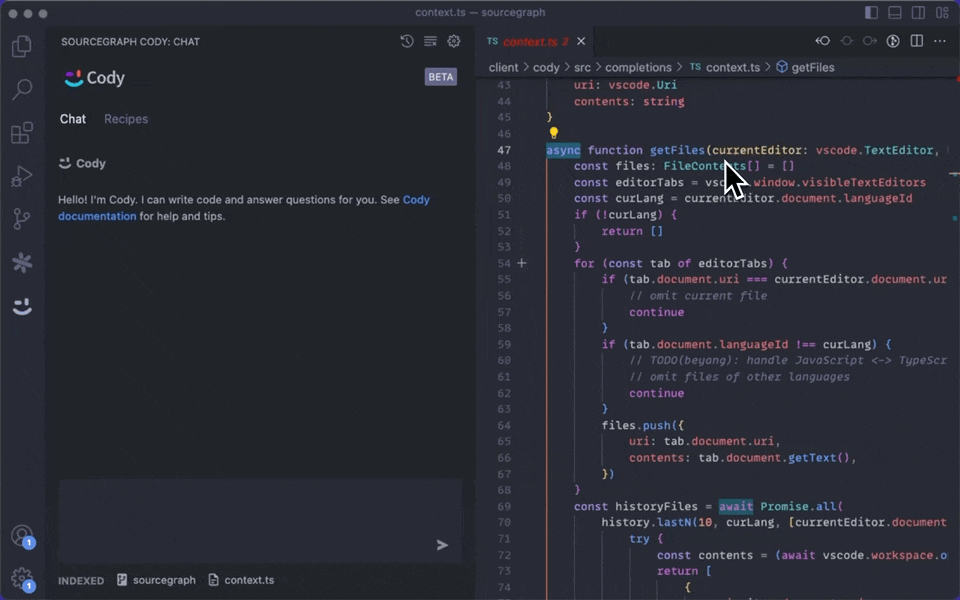 context.ts — sourcegraph
SOURCEGRAPH CODY: CHAT
Cody
BETA
Chat Recipes
Cody
Hello! I'm Cody. I can write code and answer questions for you. See Cody
documentation for help and tips.
INDEXED sourcegraph context.ts
1
1
TS context.ts 2
client > cody > src > completions > TS context.ts > getFiles
43 uri: vscode.Uri
44 contents: string
45 }
46
47 async function getFiles(currentEditor: vscode.TextEditor,
48 const files: FileContents[] = []
49 const editorTabs = window.visibleTextEditors
50 const curLang = currentEditor.document.languageId
51 if (!curLang) {
52 return []
53 }
54 for (const tab of editorTabs) {
55 if (tab.document.uri === currentEditor.document.ur
56 // omit current file
57 continue
58 }
59 if (tab.document.languageId !== curLang) {
60 // TODO(beyang): handle JavaScript <-> TypeScr
61 // omit files of other languages
62 continue
63 }
64 files.push({
65 uri: tab.document.uri,
66 contents: tab.document.getText(),
67 })
68 }
69 const historyFiles = await Promise.all(
70 history.lastN(10, curLang, [currentEditor.document
71 try {
72 const contents = (await vscode.workspace.o
73 return [
74 {